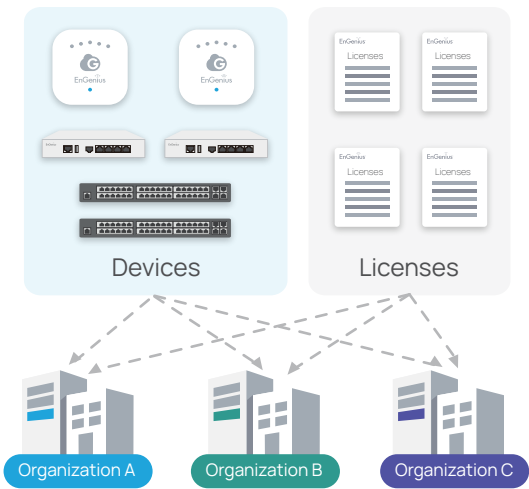 EnGenius
EnGenius
Devices
EnGenius
Licenses
EnGenius
Licenses
EnGenius
Licenses
EnGenius
Licenses
Licenses
Organization A
Organization B
Organization C